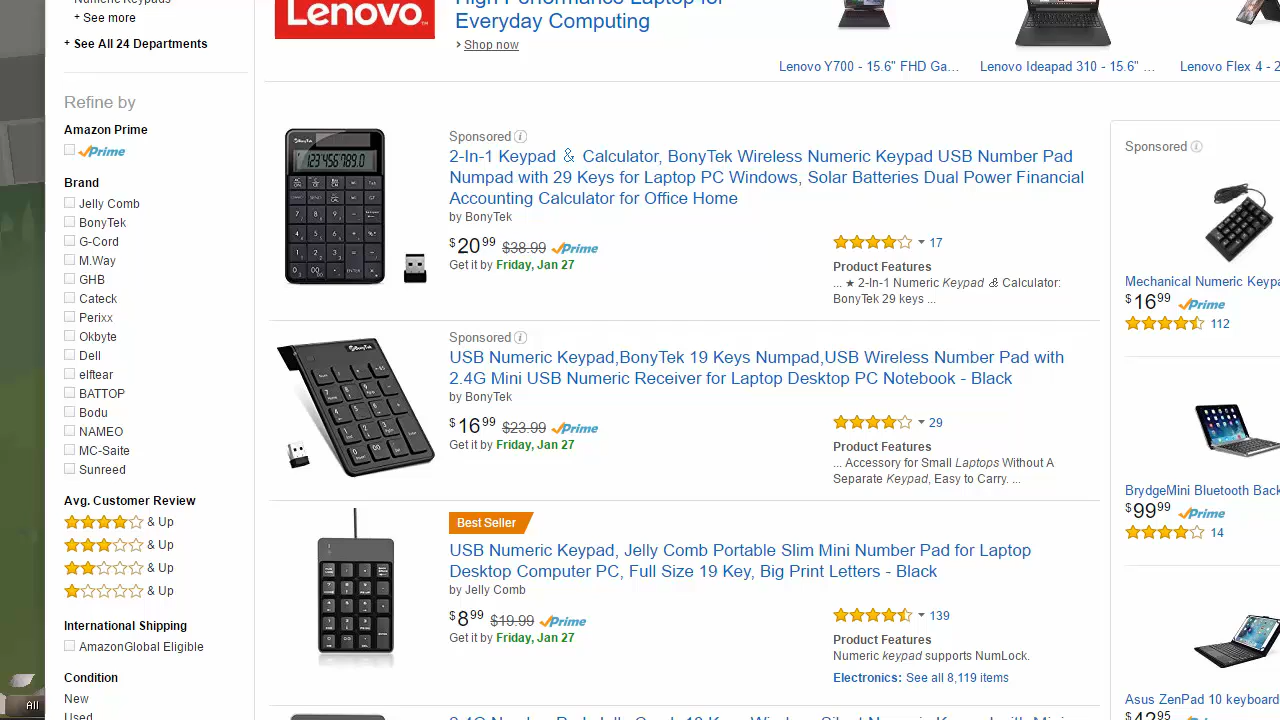 Numeric Keypads
+ See more
+ See All 24 Departments
Refine by
Amazon Prime
Prime
Brand
Jelly Comb
BonyTek
G-Cord
M.Way
GHB
Cateck
Perixx
Okbyte
Dell
elftear
BATTOP
Bodu
NAMEO
MC-Saite
Sunreed
Avg. Customer Review
& Up
& Up
& Up
& Up
International Shipping
AmazonGlobal Eligible
Condition
New
Used
All
Lenovo
High Performance Laptop for
Everyday Computing
› Shop now
Lenovo Y700 - 15.6" FHD Ga...
Lenovo Ideapad 310 - 15.6" ...
Lenovo Flex 4 - 2
Sponsored
2-In-1 Keypad & Calculator, BonyTek Wireless Numeric Keypad USB Number Pad
Numpad with 29 Keys for Laptop PC Windows, Solar Batteries Dual Power Financial
Accounting Calculator for Office Home
by BonyTek
$20.99 $38.99 Prime
Get it by Friday, Jan 27
17
Product Features
... ★ 2-In-1 Numeric Keypad & Calculator:
BonyTek 29 keys ...
Sponsored
USB Numeric Keypad,BonyTek 19 Keys Numpad,USB Wireless Number Pad with
2.4G Mini USB Numeric Receiver for Laptop Desktop PC Notebook - Black
by BonyTek
$16.99 $23.99 Prime
Get it by Friday, Jan 27
29
Product Features
... Accessory for Small Laptops Without A
Separate Keypad, Easy to Carry. ...
Best Seller
USB Numeric Keypad, Jelly Comb Portable Slim Mini Number Pad for Laptop
Desktop Computer PC, Full Size 19 Key, Big Print Letters - Black
by Jelly Comb
$8.99 $19.99 Prime
Get it by Friday, Jan 27
139
Product Features
Numeric keypad supports NumLock.
Electronics: See all 8,119 items
Sponsored
Mechanical Numeric Keypa
$16.99 Prime
112
BrydgeMini Bluetooth Back
$99.99 Prime
14
Asus ZenPad 10 keyboard
$42.95